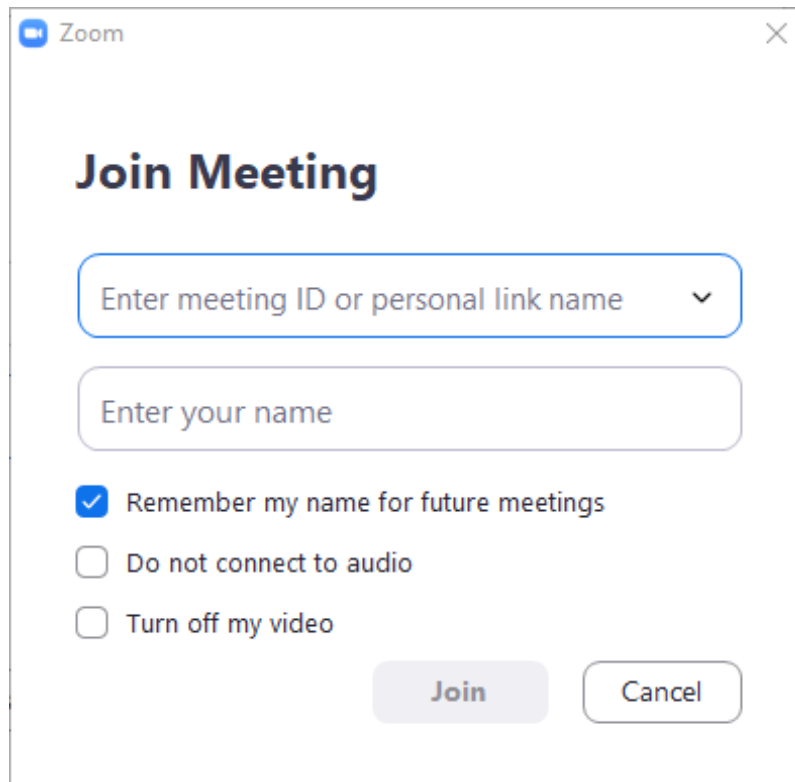 Zoom
Join Meeting
Enter meeting ID or personal link name
Enter your name
Remember my name for future meetings
Do not connect to audio
Turn off my video
Join Cancel